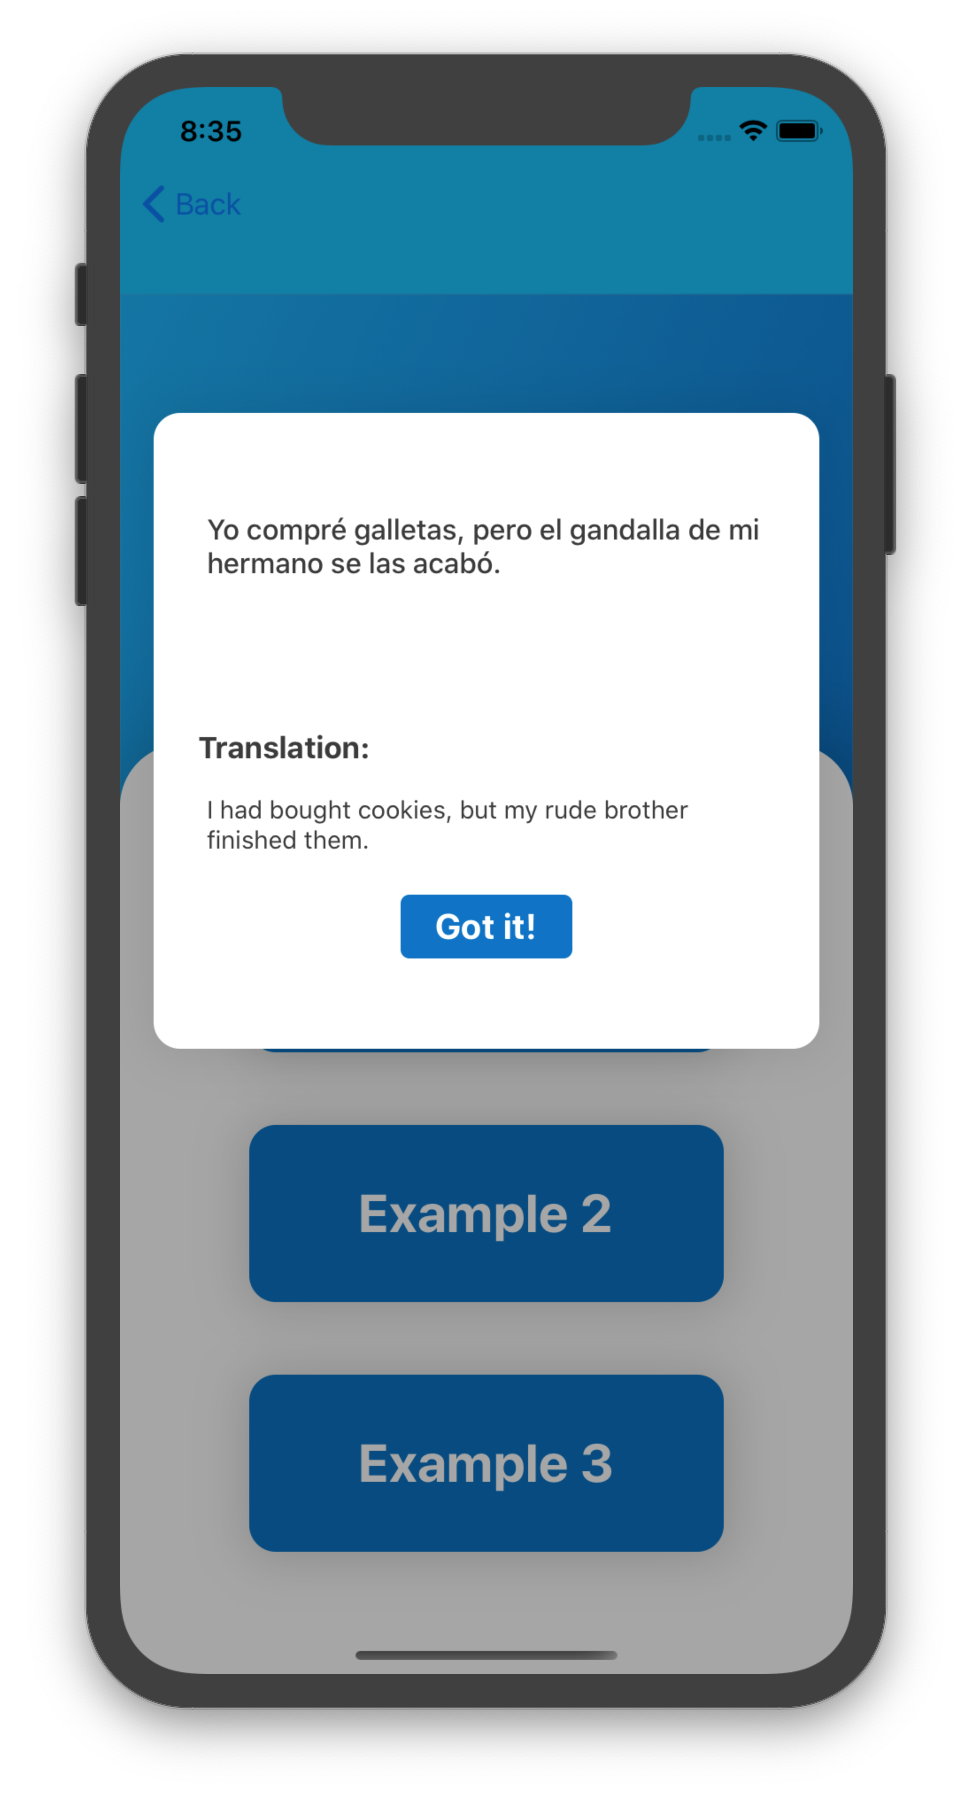 8:35
Back
Yo compré galletas, pero el gandalla de mi
hermano se las acabó.
Translation:
I had bought cookies, but my rude brother
finished them.
Got it!
Example 2
Example 3